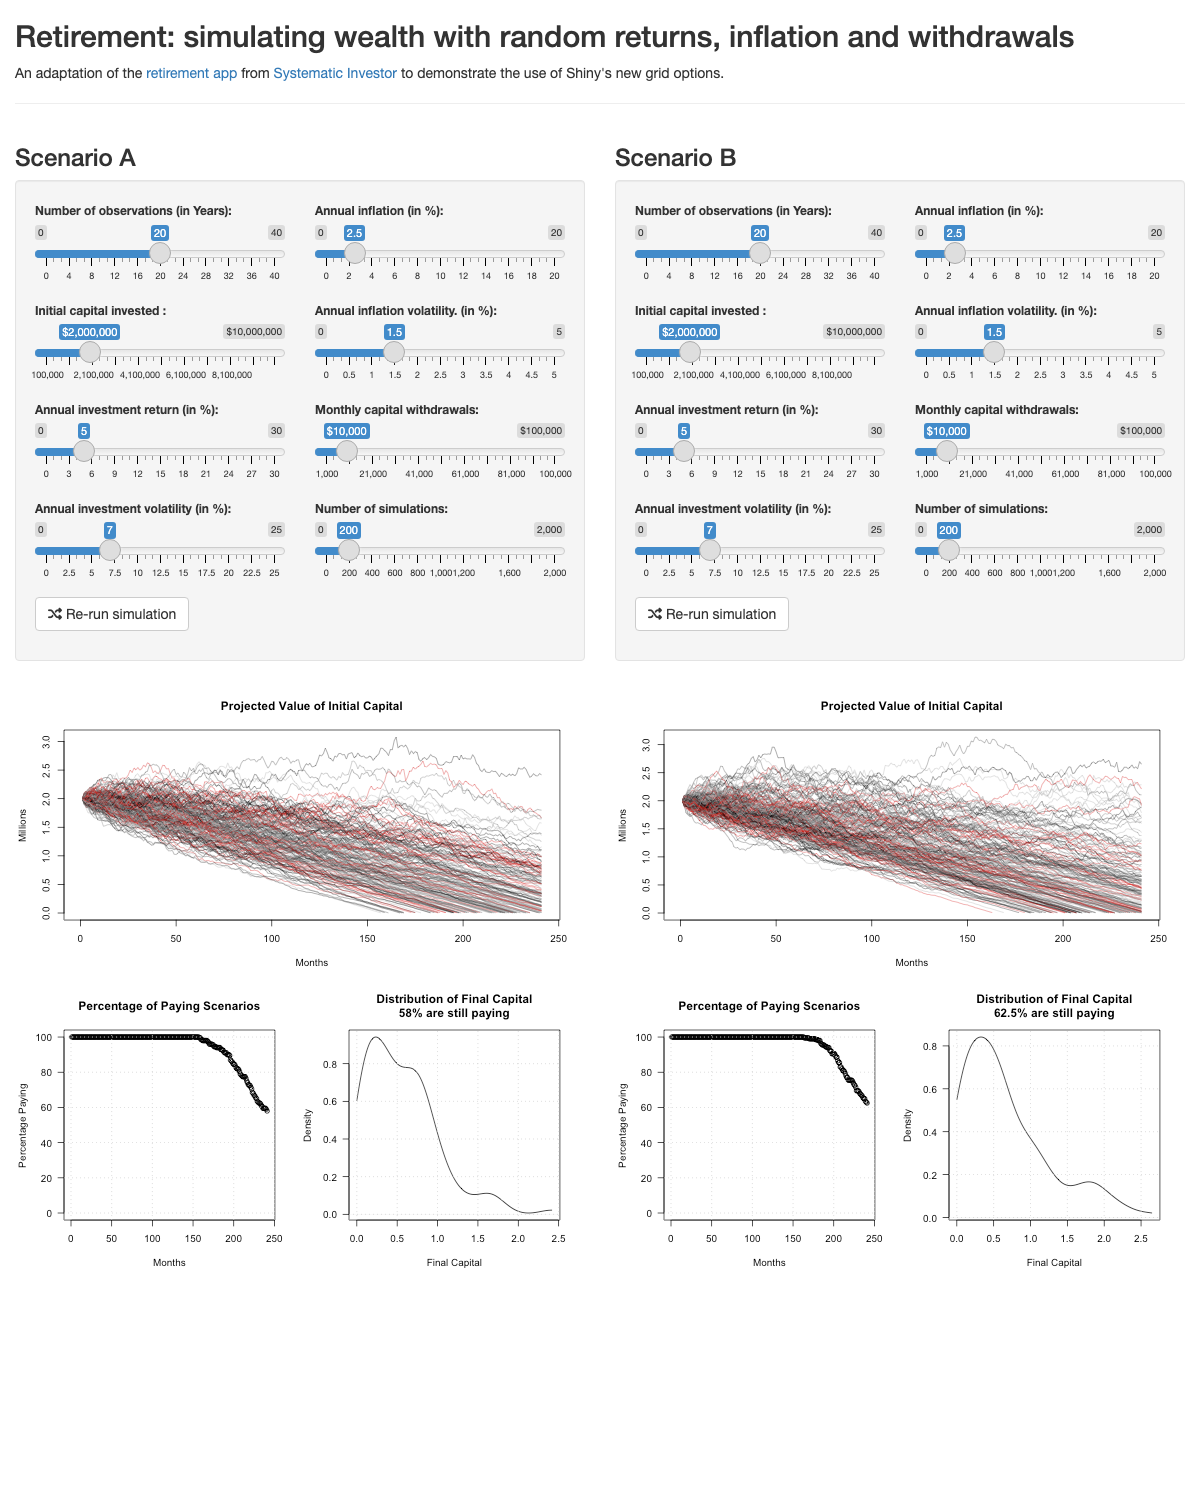 Retirement: simulating wealth with random returns, inflation and withdrawals
An adaptation of the retirement app from Systematic Investor to demonstrate the use of Shiny's new grid options.
Scenario A
Number of observations (in Years):
0 20 40
0 4 8 12 16 20 24 28 32 36 40
Initial capital invested :
$2,000,000 $10,000,000
100,000 2,100,000 4,100,000 6,100,000 8,100,000
Annual investment return (in %):
0 5 30
0 3 6 9 12 15 18 21 24 27 30
Annual investment volatility (in %):
0 7 25
0 2.5 5 7.5 10 12.5 15 17.5 20 22.5 25
Re-run simulation
Annual inflation (in %):
0 2.5 20
0 2 4 6 8 10 12 14 16 18 20
Annual inflation volatility. (in %):
0 1.5 5
0 0.5 1 1.5 2 2.5 3 3.5 4 4.5 5
Monthly capital withdrawals:
$10,000 $100,000
1,000 21,000 41,000 61,000 81,000 100,000
Number of simulations:
0 200 2,000
0 200 400 600 800 1,000 1,200 1,600 2,000
Scenario B
Number of observations (in Years):
0 20 40
0 4 8 12 16 20 24 28 32 36 40
Initial capital invested :
$2,000,000 $10,000,000
100,000 2,100,000 4,100,000 6,100,000 8,100,000
Annual investment return (in %):
0 5 30
0 3 6 9 12 15 18 21 24 27 30
Annual investment volatility (in %):
0 7 25
0 2.5 5 7.5 10 12.5 15 17.5 20 22.5 25
Re-run simulation
Annual inflation (in %):
0 2.5 20
0 2 4 6 8 10 12 14 16 18 20
Annual inflation volatility. (in %):
0 1.5 5
0 0.5 1 1.5 2 2.5 3 3.5 4 4.5 5
Monthly capital withdrawals:
$10,000 $100,000
1,000 21,000 41,000 61,000 81,000 100,000
Number of simulations:
0 200 2,000
0 200 400 600 800 1,000 1,200 1,600 2,000
Projected Value of Initial Capital
Millions
3.0
2.5
2.0
1.5
1.0
0.5
0.0
0 50 100 150 200 250
Months
Percentage of Paying Scenarios
Percentage Paying
100
80
60
40
20
0
0 50 100 150 200 250
Months
Distribution of Final Capital
58% are still paying
Density
0.8
0.6
0.4
0.2
0.0
0.0 0.5 1.0 1.5 2.0 2.5
Final Capital
Projected Value of Initial Capital
Millions
3.0
2.5
2.0
1.5
1.0
0.5
0.0
0 50 100 150 200 250
Months
Percentage of Paying Scenarios
Percentage Paying
100
80
60
40
20
0
0 50 100 150 200 250
Months
Distribution of Final Capital
62.5% are still paying
Density
0.8
0.6
0.4
0.2
0.0
0.0 0.5 1.0 1.5 2.0 2.5
Final Capital